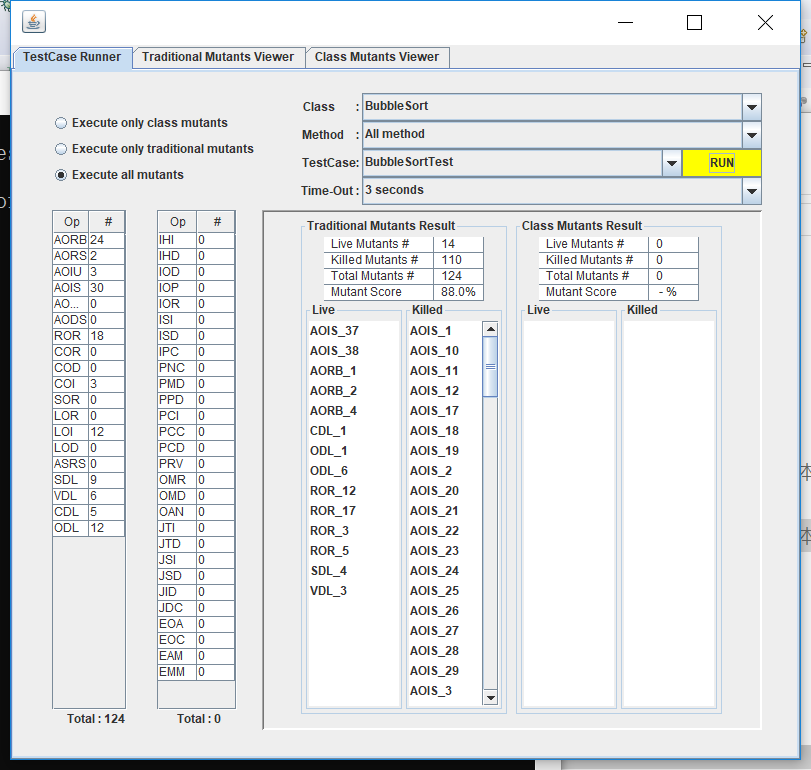 TestCase Runner Traditional Mutants Viewer Class Mutants Viewer
Execute only class mutants
Execute only traditional mutants
Execute all mutants
Class : BubbleSort
Method : All method
TestCase: BubbleSortTest RUN
Time-Out : 3 seconds
Op #
AORB 24
AORS 2
AOIU 3
AOIS 30
AO... 0
AODS 0
ROR 18
COR 0
COD 0
COI 3
SOR 0
LOR 0
LOI 12
LOD 0
ASRS 0
SDL 9
VDL 6
CDL 5
ODL 12
Total : 124
Op #
IHI 0
IHD 0
IOD 0
IOP 0
IOR 0
ISI 0
ISD 0
IPC 0
PNC 0
PMD 0
PPD 0
PCI 0
PCC 0
PCD 0
PRV 0
OMR 0
OMD 0
OAN 0
JTI 0
JTD 0
JSI 0
JSD 0
JID 0
JDC 0
EOA 0
EOC 0
EAM 0
EMM 0
Total : 0
Traditional Mutants Result
Live Mutants # 14
Killed Mutants # 110
Total Mutants # 124
Mutant Score 88.0%
Live
AOIS_37
AOIS_38
AORB_1
AORB_2
AORB_4
CDL_1
ODL_1
ODL_6
ROR_12
ROR_17
ROR_3
ROR_5
SDL_4
VDL_3
Killed
AOIS_1
AOIS_10
AOIS_11
AOIS_12
AOIS_17
AOIS_18
AOIS_19
AOIS_2
AOIS_20
AOIS_21
AOIS_22
AOIS_23
AOIS_24
AOIS_25
AOIS_26
AOIS_27
AOIS_28
AOIS_29
AOIS_3
Class Mutants Result
Live Mutants # 0
Killed Mutants # 0
Total Mutants # 0
Mutant Score - %
Live
Killed